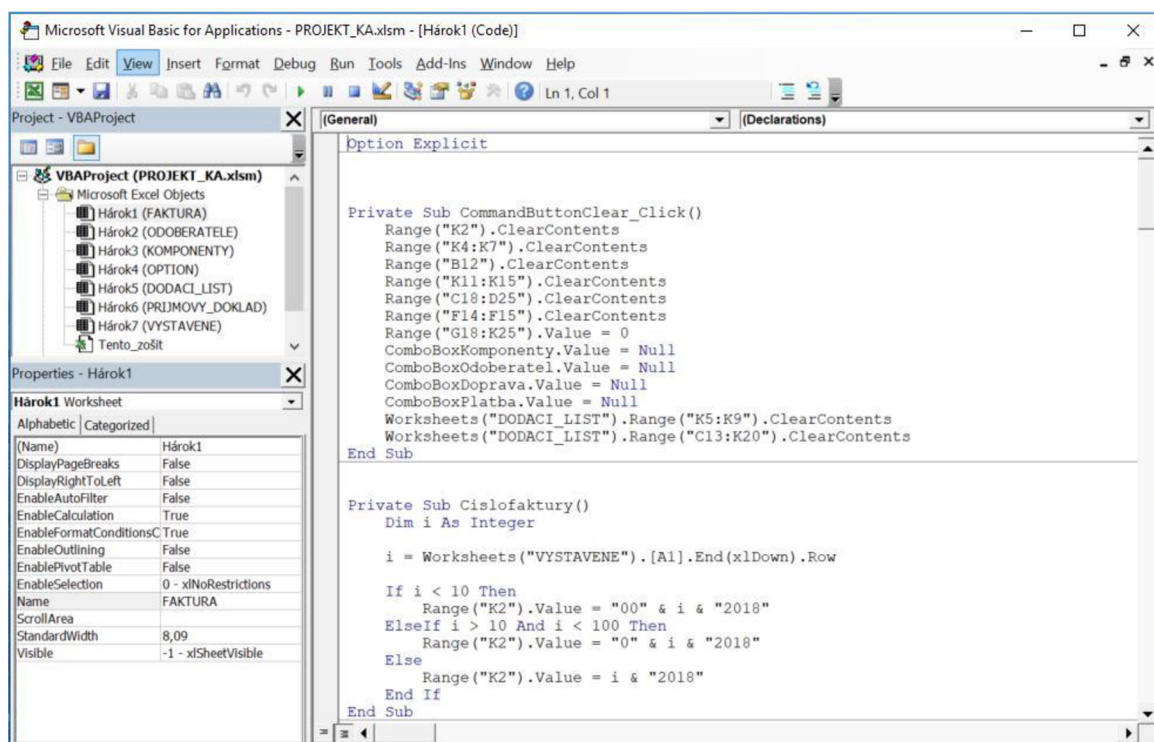 Microsoft Visual Basic for Applications - PROJEKT_KA.xlsm - [Hárok1 (Code)]
File Edit View Insert Format Debug Run Tools Add-Ins Window Help
Ln 1, Col 1
Project - VBAProject
VBAProject (PROJEKT_KA.xlsm)
Microsoft Excel Objects
Hárok1 (FAKTURA)
Hárok2 (ODOBERATELE)
Hárok3 (KOMPONENTY)
Hárok4 (OPTION)
Hárok5 (DODACI_LIST)
Hárok6 (PRIJMOVY_DOKLAD)
Hárok7 (VYSTAVENE)
Tento_zošit
Properties - Hárok1
Hárok1 Worksheet
Alphabetic Categorized
(Name) Hárok1
DisplayPageBreaks False
DisplayRightToLeft False
EnableAutoFilter False
EnableCalculation True
EnableFormatConditionsC True
EnableOutlining False
EnablePivotTable False
EnableSelection 0 - xlNoRestrictions
Name FAKTURA
ScrollArea
StandardWidth 8,09
Visible -1 - xlSheetVisible
(General) (Declarations)
Option Explicit
Private Sub CommandButtonClear_Click()
Range("K2").ClearContents
Range("K4:K7").ClearContents
Range("B12").ClearContents
Range("K11:K15").ClearContents
Range("C18:D25").ClearContents
Range("F14:F15").ClearContents
Range("G18:K25").Value = 0
ComboBoxKomponenty.Value = Null
ComboBoxOdoberatel.Value = Null
ComboBoxDoprava.Value = Null
ComboBoxPlatba.Value = Null
Worksheets("DODACI_LIST").Range("K5:K9").ClearContents
Worksheets("DODACI_LIST").Range("C13:K20").ClearContents
End Sub
Private Sub Cislofaktury()
Dim i As Integer
i = Worksheets("VYSTAVENE").[A1].End(xlDown).Row
If i < 10 Then
Range("K2").Value = "00" & i & "2018"
ElseIf i > 10 And i < 100 Then
Range("K2").Value = "0" & i & "2018"
Else
Range("K2").Value = i & "2018"
End If
End Sub